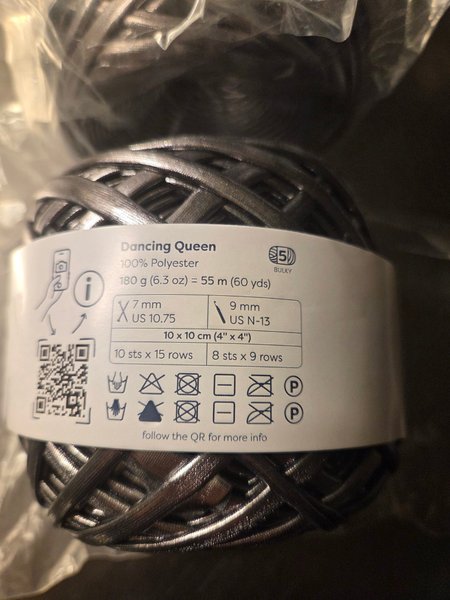 Dancing Queen
100% Polyester
180 g (6.3 oz) = 55 m (60 yds)
5
BULKY
7 mm
US 10.75
9 mm
US N-13
10 x 10 cm (4" x 4")
10 sts x 15 rows
8 sts x 9 rows
P
P
follow the QR for more info